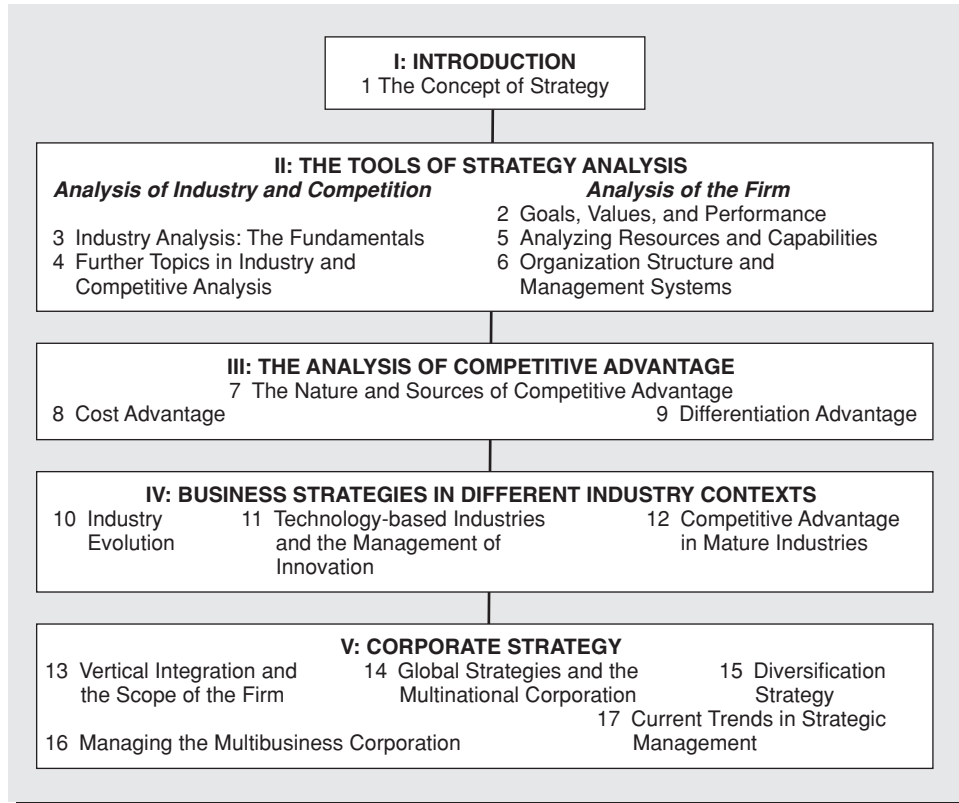 I: INTRODUCTION
1 The Concept of Strategy
II: THE TOOLS OF STRATEGY ANALYSIS
Analysis of Industry and Competition
3 Industry Analysis: The Fundamentals
4 Further Topics in Industry and
Competitive Analysis
Analysis of the Firm
2 Goals, Values, and Performance
5 Analyzing Resources and Capabilities
6 Organization Structure and
Management Systems
III: THE ANALYSIS OF COMPETITIVE ADVANTAGE
7 The Nature and Sources of Competitive Advantage
8 Cost Advantage
9 Differentiation Advantage
IV: BUSINESS STRATEGIES IN DIFFERENT INDUSTRY CONTEXTS
10 Industry
Evolution
11 Technology-based Industries
and the Management of
Innovation
12 Competitive Advantage
in Mature Industries
V: CORPORATE STRATEGY
13 Vertical Integration and
the Scope of the Firm
14 Global Strategies and the
Multinational Corporation
15 Diversification
Strategy
16 Managing the Multibusiness Corporation
17 Current Trends in Strategic
Management